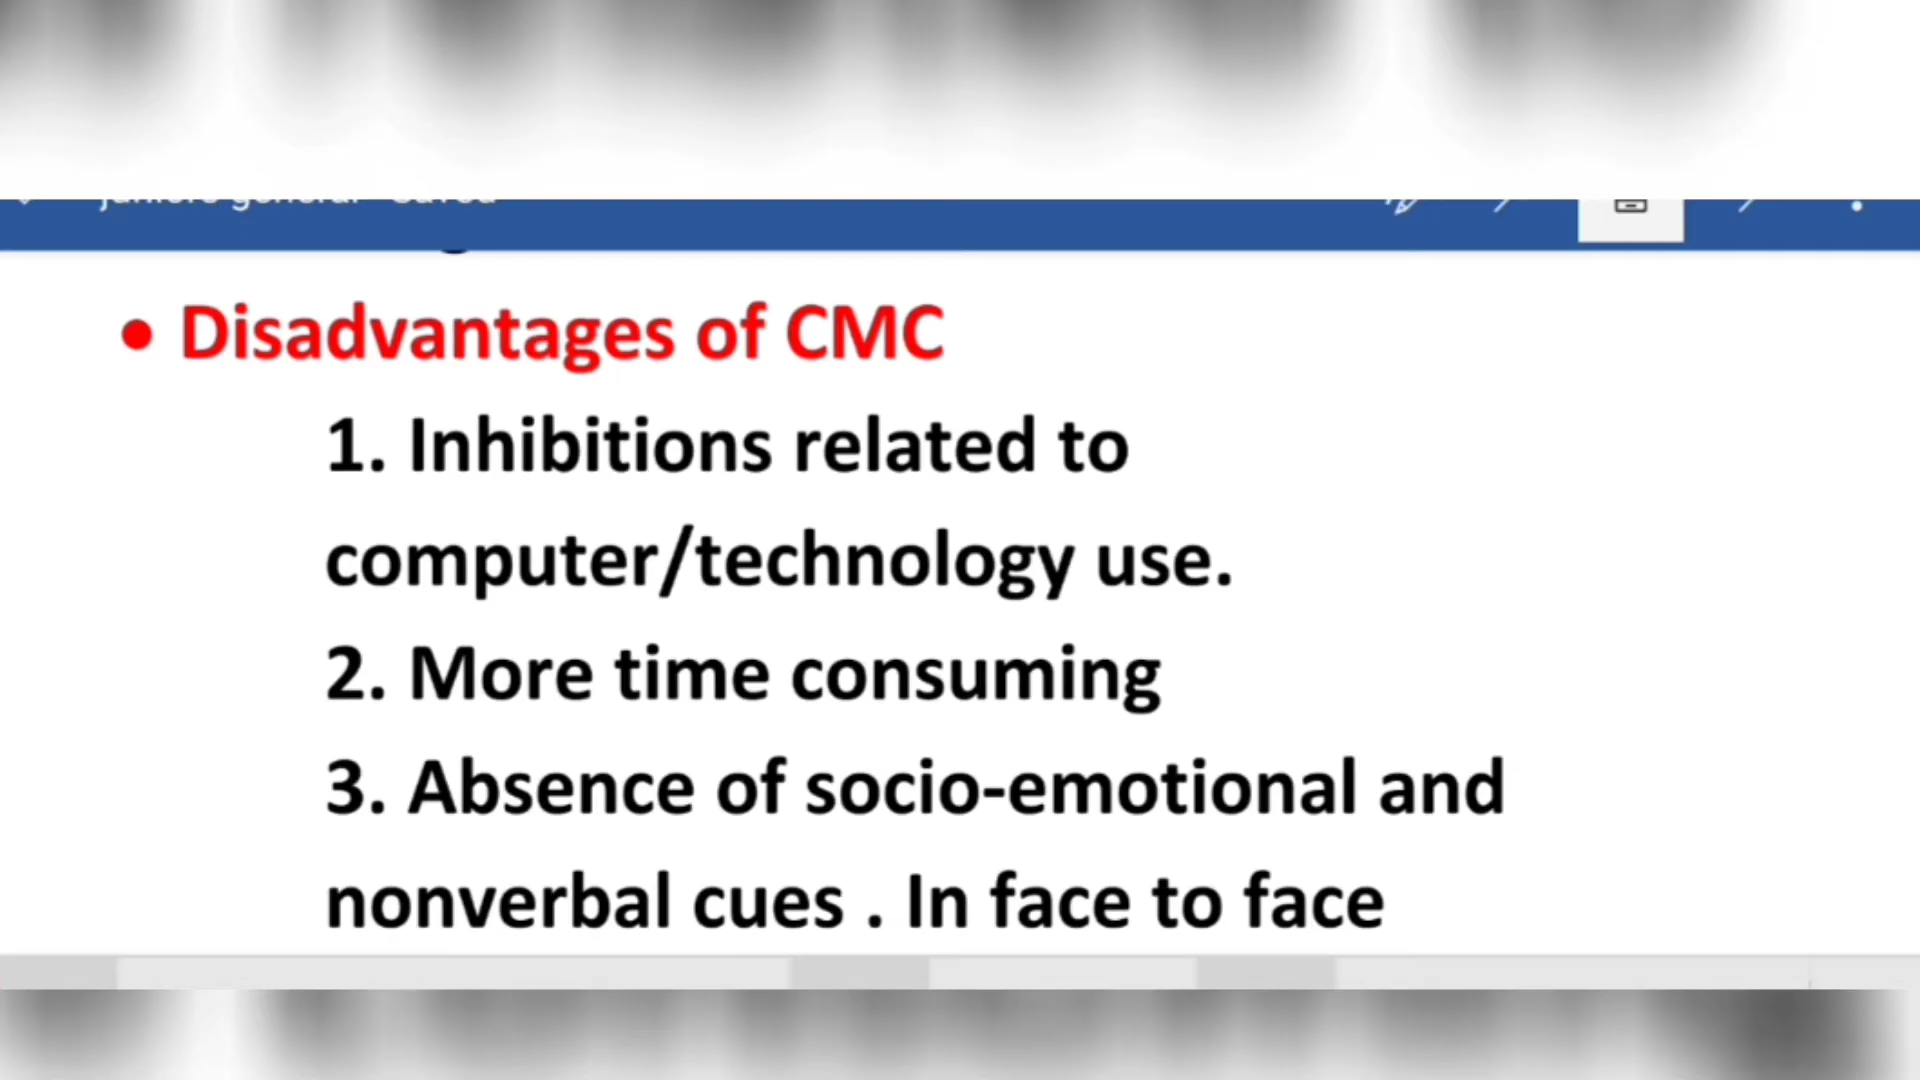 • Disadvantages of CMC
1. Inhibitions related to
computer/technology use.
2. More time consuming
3. Absence of socio-emotional and
nonverbal cues . In face to face